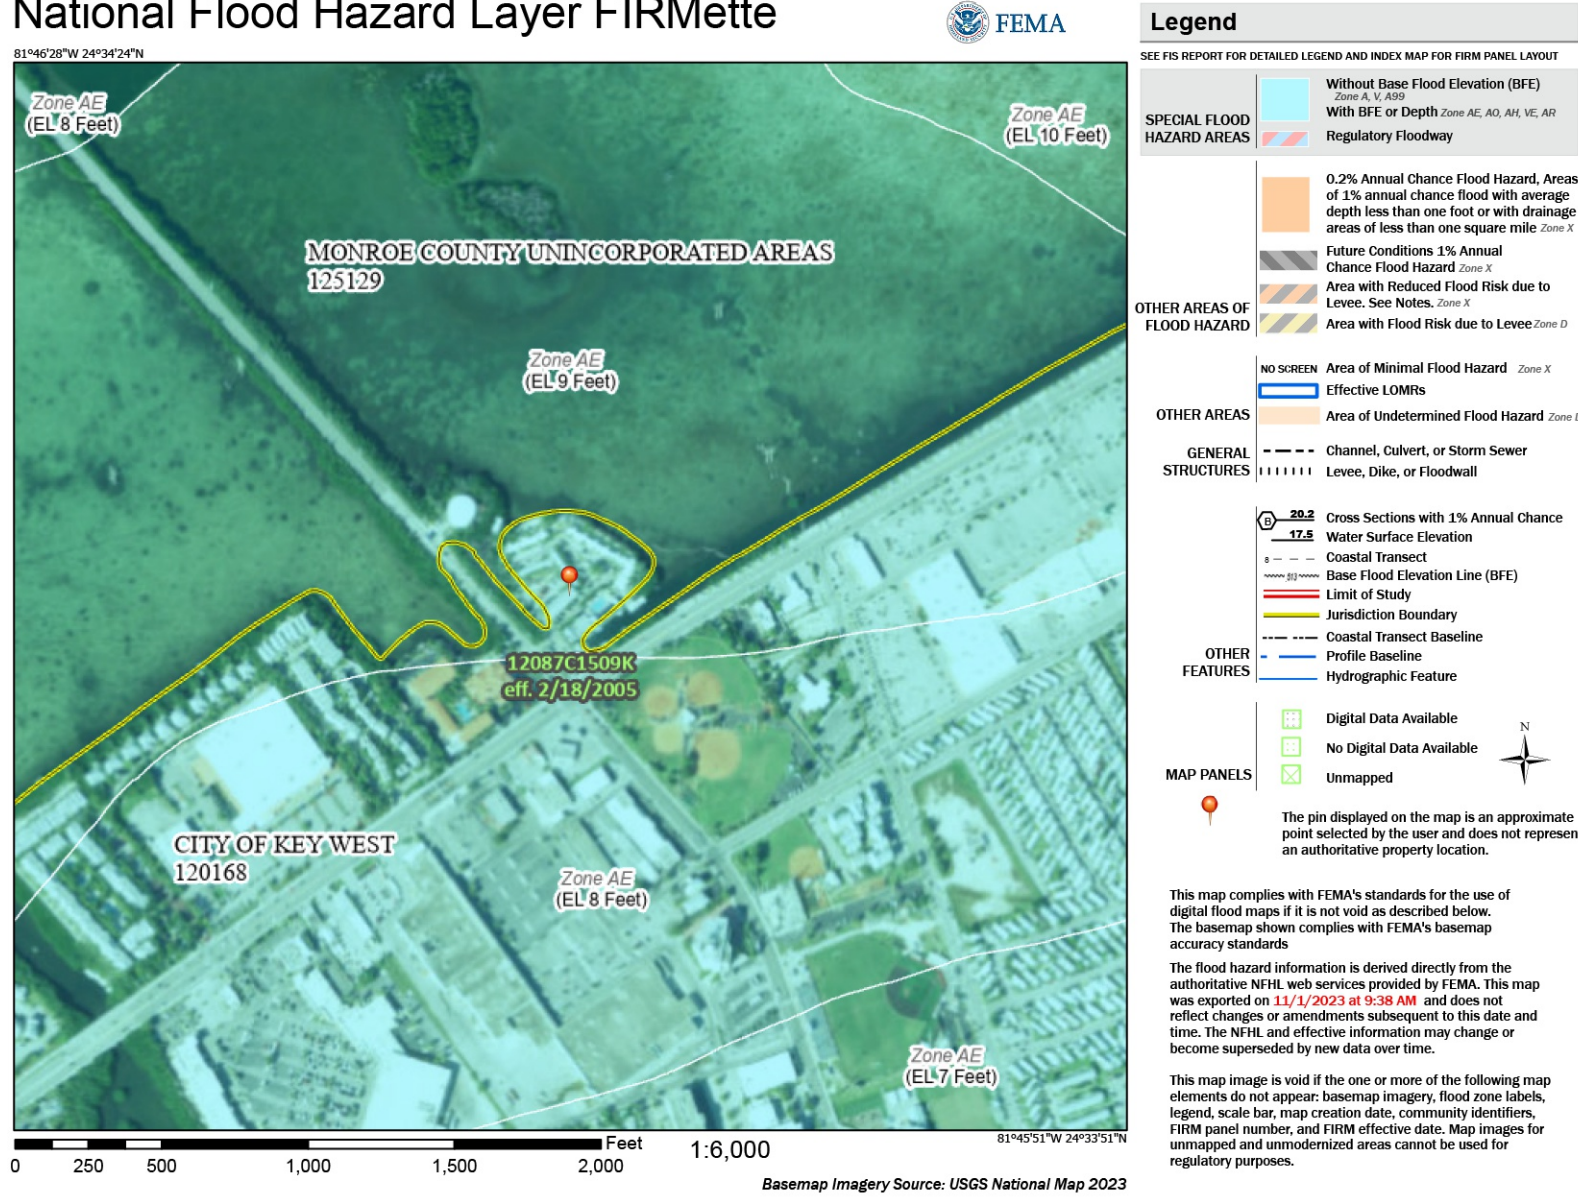 National Flood Hazard Layer FIRMette
FEMA
81°46'28"W 24°34'24"N
Zone AE
(EL 8 Feet)
Zone AE
(EL 10 Feet)
MONROE COUNTY UNINCORPORATED AREAS
125129
Zone AE
(EL 9 Feet)
12087C1509K
eff. 2/18/2005
CITY OF KEY WEST
120168
Zone AE
(EL 8 Feet)
Zone AE
(EL 7 Feet)
81°45'51"W 24°33'51"N
Feet
1:6,000
0 250 500 1,000 1,500 2,000
Basemap Imagery Source: USGS National Map 2023
Legend
SEE FIS REPORT FOR DETAILED LEGEND AND INDEX MAP FOR FIRM PANEL LAYOUT
SPECIAL FLOOD
HAZARD AREAS
Without Base Flood Elevation (BFE)
Zone A, V, A99
With BFE or Depth Zone AE, AO, AH, VE, AR
Regulatory Floodway
OTHER AREAS OF
FLOOD HAZARD
0.2% Annual Chance Flood Hazard, Areas
of 1% annual chance flood with average
depth less than one foot or with drainage
areas of less than one square mile Zone X
Future Conditions 1% Annual
Chance Flood Hazard Zone X
Area with Reduced Flood Risk due to
Levee. See Notes. Zone X
Area with Flood Risk due to Levee Zone D
OTHER AREAS
NO SCREEN Area of Minimal Flood Hazard Zone X
Effective LOMRs
Area of Undetermined Flood Hazard Zone
GENERAL
STRUCTURES
Channel, Culvert, or Storm Sewer
Levee, Dike, or Floodwall
OTHER
FEATURES
B 20.2 Cross Sections with 1% Annual Chance
17.5 Water Surface Elevation
8 Coastal Transect
513 Base Flood Elevation Line (BFE)
Limit of Study
Jurisdiction Boundary
Coastal Transect Baseline
Profile Baseline
Hydrographic Feature
MAP PANELS
Digital Data Available
No Digital Data Available
Unmapped
N
The pin displayed on the map is an approximate
point selected by the user and does not represen
an authoritative property location.
This map complies with FEMA's standards for the use of
digital flood maps if it is not void as described below.
The basemap shown complies with FEMA's basemap
accuracy standards
The flood hazard information is derived directly from the
authoritative NFHL web services provided by FEMA. This map
was exported on 11/1/2023 at 9:38 AM and does not
reflect changes or amendments subsequent to this date and
time. The NFHL and effective information may change or
become superseded by new data over time.
This map image is void if the one or more of the following map
elements do not appear: basemap imagery, flood zone labels,
legend, scale bar, map creation date, community identifiers,
FIRM panel number, and FIRM effective date. Map images for
unmapped and unmodernized areas cannot be used for
regulatory purposes.